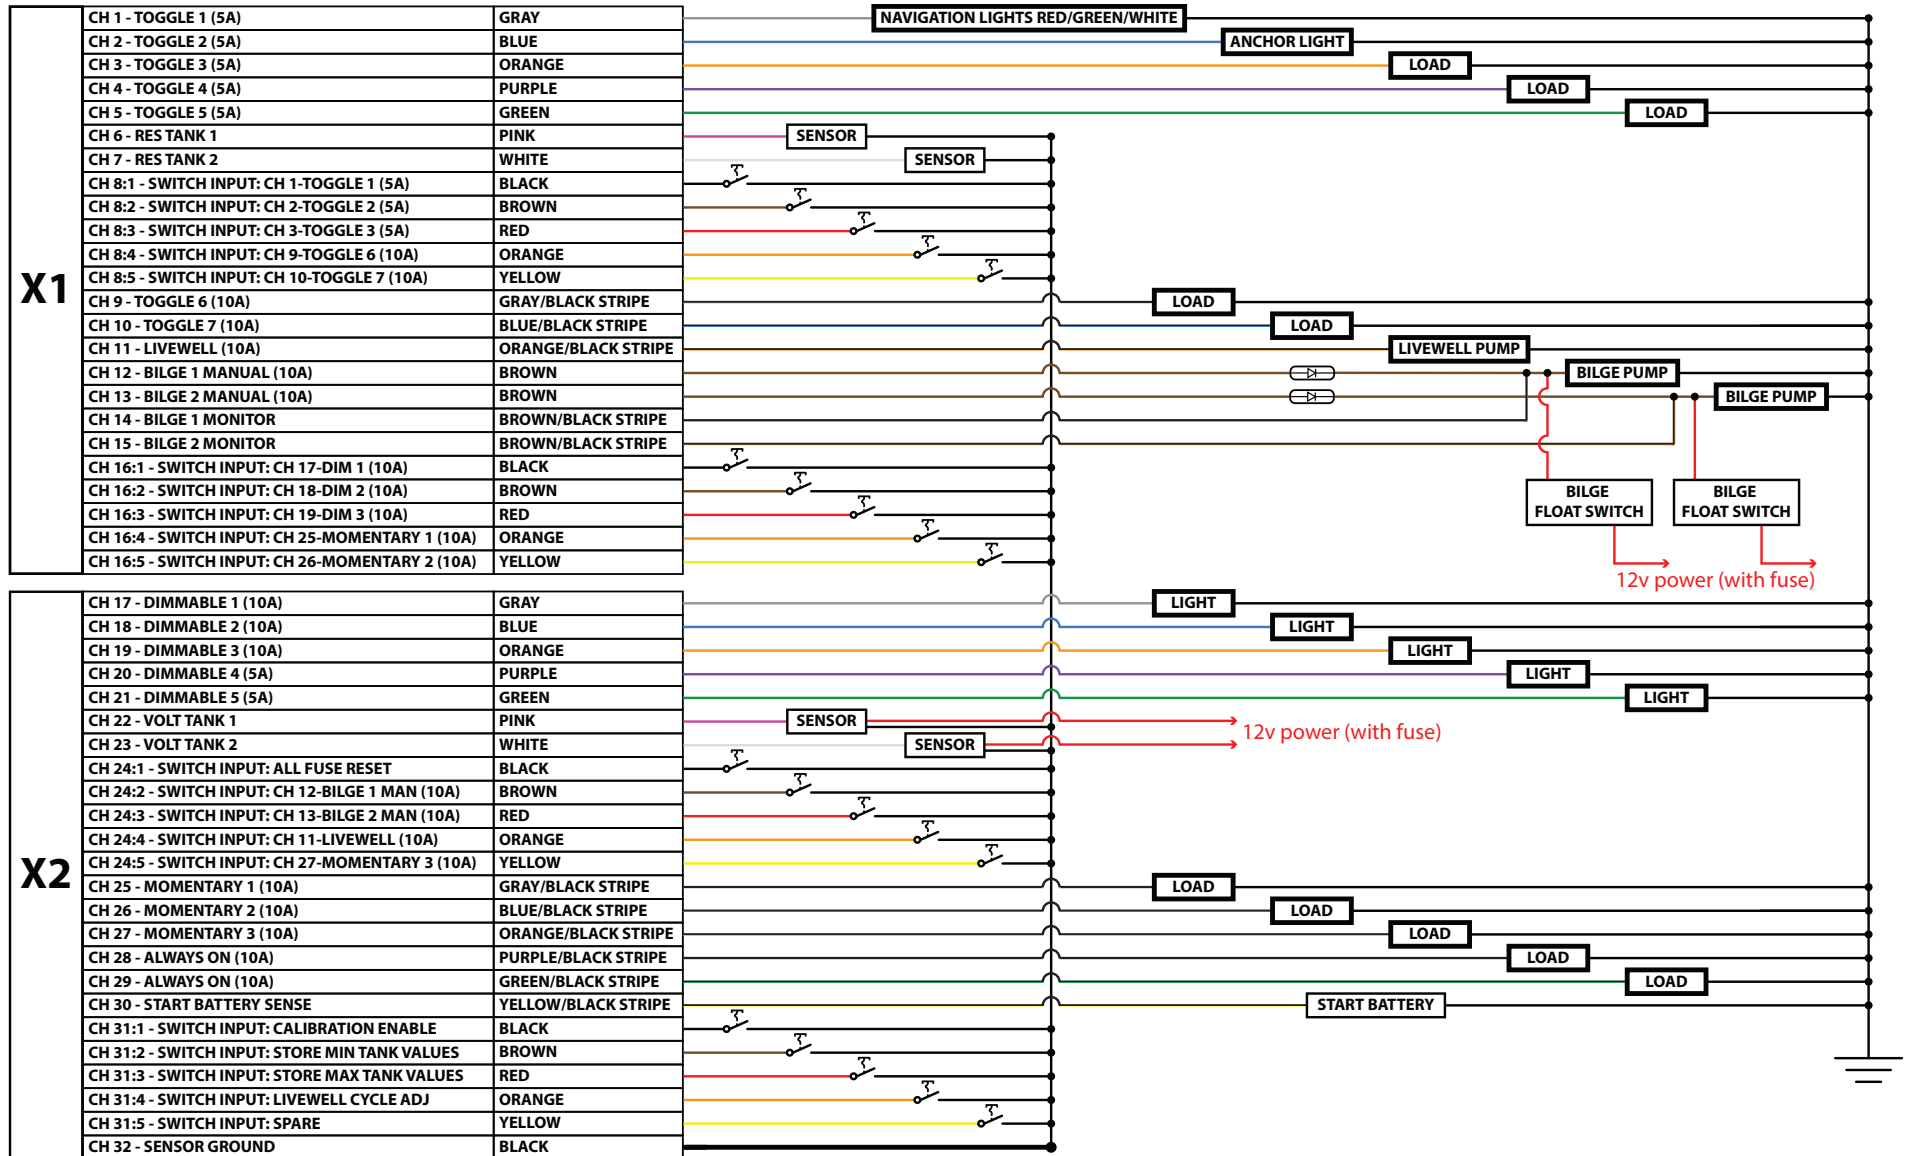 X1
CH 1 - TOGGLE 1 (5A) GRAY NAVIGATION LIGHTS RED/GREEN/WHITE
CH 2 - TOGGLE 2 (5A) BLUE ANCHOR LIGHT
CH 3 - TOGGLE 3 (5A) ORANGE LOAD
CH 4 - TOGGLE 4 (5A) PURPLE LOAD
CH 5 - TOGGLE 5 (5A) GREEN LOAD
CH 6 - RES TANK 1 PINK SENSOR
CH 7 - RES TANK 2 WHITE SENSOR
CH 8:1 - SWITCH INPUT: CH 1-TOGGLE 1 (5A) BLACK
CH 8:2 - SWITCH INPUT: CH 2-TOGGLE 2 (5A) BROWN
CH 8:3 - SWITCH INPUT: CH 3-TOGGLE 3 (5A) RED
CH 8:4 - SWITCH INPUT: CH 9-TOGGLE 6 (10A) ORANGE
CH 8:5 - SWITCH INPUT: CH 10-TOGGLE 7 (10A) YELLOW
CH 9 - TOGGLE 6 (10A) GRAY/BLACK STRIPE LOAD
CH 10 - TOGGLE 7 (10A) BLUE/BLACK STRIPE LOAD
CH 11 - LIVEWELL (10A) ORANGE/BLACK STRIPE LIVEWELL PUMP
CH 12 - BILGE 1 MANUAL (10A) BROWN BILGE PUMP
CH 13 - BILGE 2 MANUAL (10A) BROWN BILGE PUMP
CH 14 - BILGE 1 MONITOR BROWN/BLACK STRIPE
CH 15 - BILGE 2 MONITOR BROWN/BLACK STRIPE
CH 16:1 - SWITCH INPUT: CH 17-DIM 1 (10A) BLACK
CH 16:2 - SWITCH INPUT: CH 18-DIM 2 (10A) BROWN
CH 16:3 - SWITCH INPUT: CH 19-DIM 3 (10A) RED
CH 16:4 - SWITCH INPUT: CH 25-MOMENTARY 1 (10A) ORANGE
CH 16:5 - SWITCH INPUT: CH 26-MOMENTARY 2 (10A) YELLOW
BILGE
FLOAT SWITCH
BILGE
FLOAT SWITCH
12v power (with fuse)
X2
CH 17 - DIMMABLE 1 (10A) GRAY LIGHT
CH 18 - DIMMABLE 2 (10A) BLUE LIGHT
CH 19 - DIMMABLE 3 (10A) ORANGE LIGHT
CH 20 - DIMMABLE 4 (5A) PURPLE LIGHT
CH 21 - DIMMABLE 5 (5A) GREEN LIGHT
CH 22 - VOLT TANK 1 PINK SENSOR
12v power (with fuse)
CH 23 - VOLT TANK 2 WHITE SENSOR
CH 24:1 - SWITCH INPUT: ALL FUSE RESET BLACK
CH 24:2 - SWITCH INPUT: CH 12-BILGE 1 MAN (10A) BROWN
CH 24:3 - SWITCH INPUT: CH 13-BILGE 2 MAN (10A) RED
CH 24:4 - SWITCH INPUT: CH 11-LIVEWELL (10A) ORANGE
CH 24:5 - SWITCH INPUT: CH 27-MOMENTARY 3 (10A) YELLOW
CH 25 - MOMENTARY 1 (10A) GRAY/BLACK STRIPE LOAD
CH 26 - MOMENTARY 2 (10A) BLUE/BLACK STRIPE LOAD
CH 27 - MOMENTARY 3 (10A) ORANGE/BLACK STRIPE LOAD
CH 28 - ALWAYS ON (10A) PURPLE/BLACK STRIPE LOAD
CH 29 - ALWAYS ON (10A) GREEN/BLACK STRIPE LOAD
CH 30 - START BATTERY SENSE YELLOW/BLACK STRIPE START BATTERY
CH 31:1 - SWITCH INPUT: CALIBRATION ENABLE BLACK
CH 31:2 - SWITCH INPUT: STORE MIN TANK VALUES BROWN
CH 31:3 - SWITCH INPUT: STORE MAX TANK VALUES RED
CH 31:4 - SWITCH INPUT: LIVEWELL CYCLE ADJ ORANGE
CH 31:5 - SWITCH INPUT: SPARE YELLOW
CH 32 - SENSOR GROUND BLACK